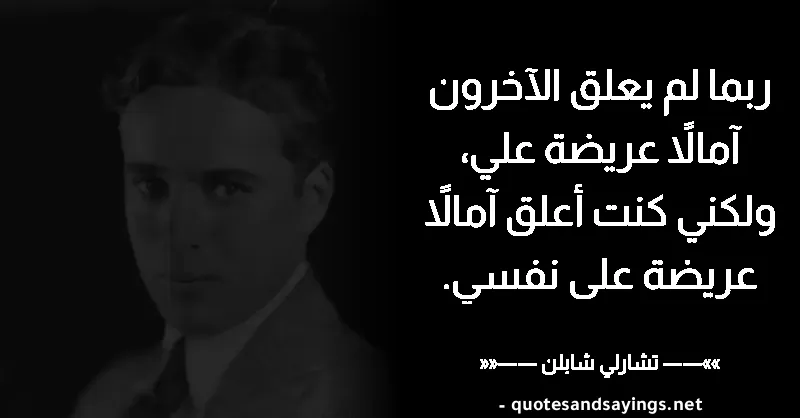 ربما لم يعلق الآخرون
آمالًا عريضة علي،
ولكني كنت أعلق آمالًا
عريضة على نفسي.
»»—— تشارلي شابلن ——««
- quotesandsayings.net